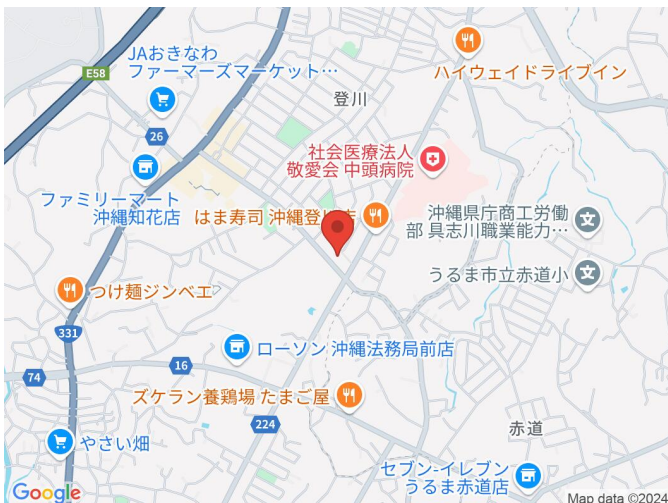 JAおきなわ
ファーマーズマーケット…
E58
ハイウェイドライブイン
登川
26
社会医療法人
敬愛会 中頭病院
ファミリーマート
沖縄知花店
はま寿司 沖縄登川店
沖縄県庁商工労働
部 具志川職業能力…
うるま市立赤道小
つけ麺ジンベエ
331
ローソン 沖縄法務局前店
16
74
ズケラン養鶏場 たまご屋
224
赤道
やさい畑
セブン-イレブン
うるま赤道店
Google
Map data ©2024